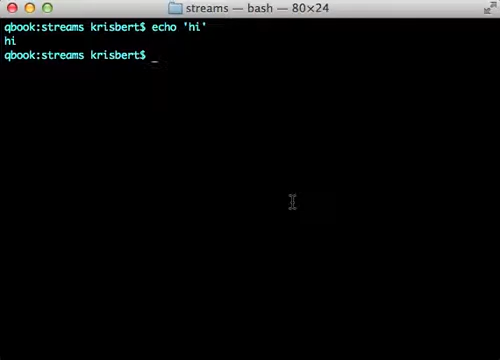 streams — bash — 80×24
qbook:streams krisbert$ echo 'hi'
hi
qbook:streams krisbert$ _